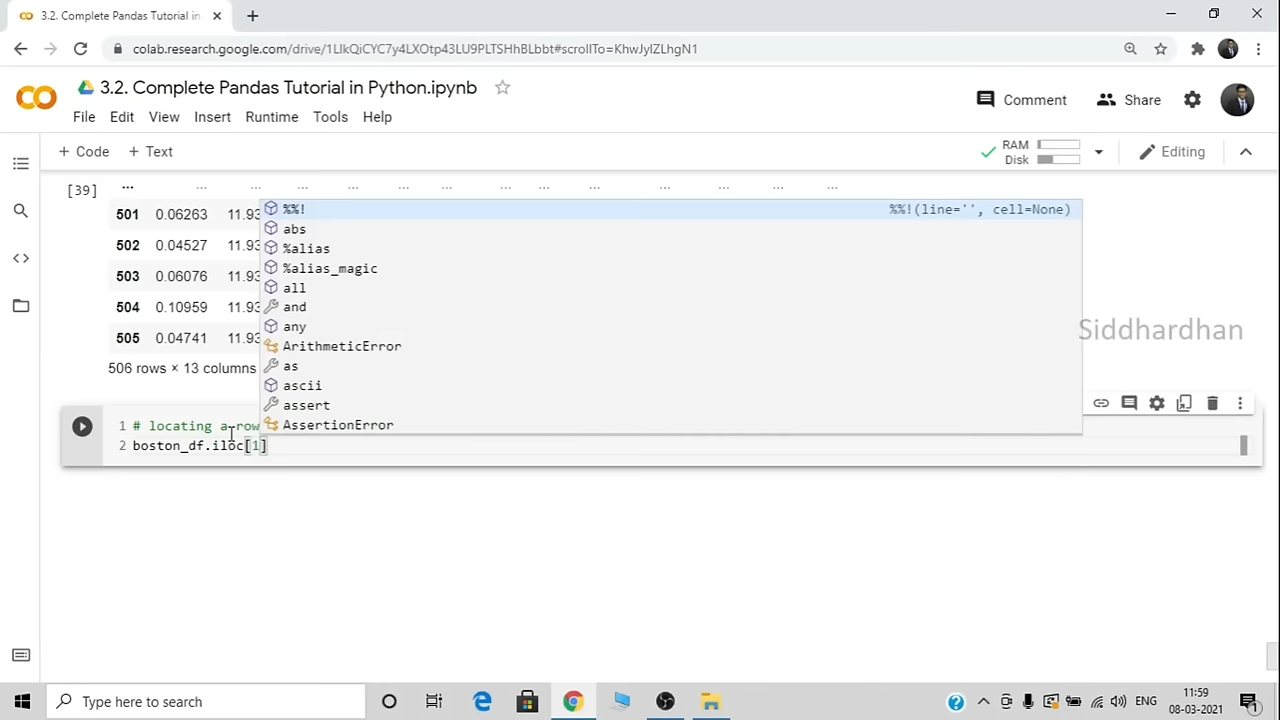 3.2. Complete Pandas Tutorial in
colab.research.google.com/drive/1LIkQiCYC7y4LXOtp43LU9PLTSHhBLbbt#scrollTo=KhwJyIZLhgN1
3.2. Complete Pandas Tutorial in Python.ipynb
Comment Share
File Edit View Insert Runtime Tools Help
+ Code + Text
RAM
Disk
Editing
[39] ... ... ... ... ... ... ... ... ... ... ... ...
501 0.06263 11.93
502 0.04527 11.93
503 0.06076 11.93
504 0.10959 11.93
505 0.04741 11.93
506 rows × 13 columns
%%! %%!(line='', cell=None)
abs
%alias
%alias_magic
all
and
any
ArithmeticError
as
ascii
assert
AssertionError
Siddhardhan
1 # locating a row
2 boston_df.iloc[1]
Type here to search
ENG
11:59
08-03-2021
1